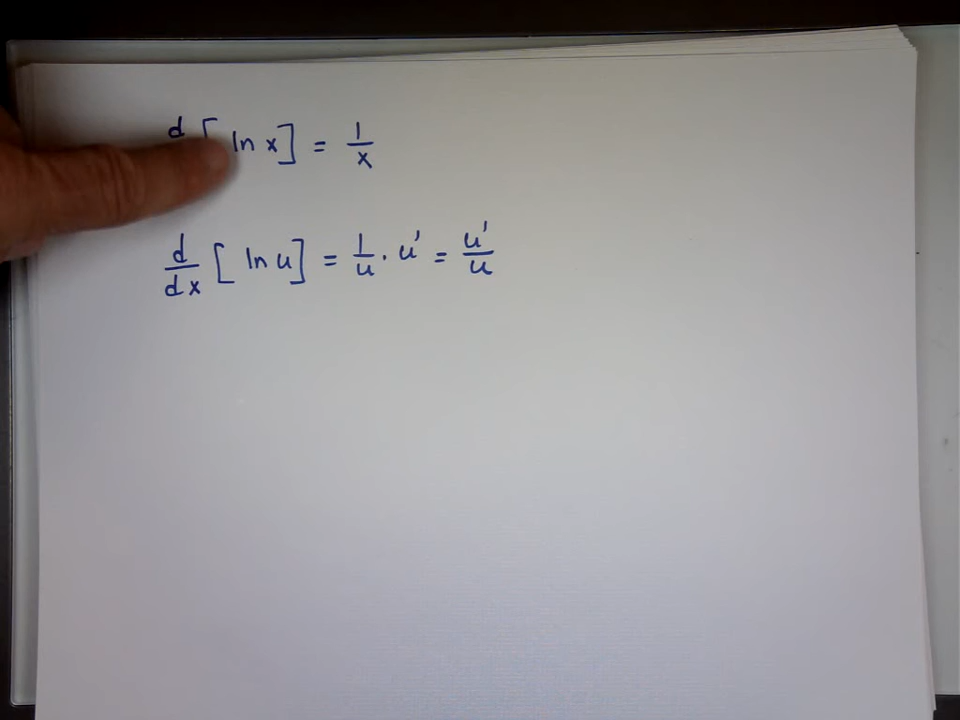 d [ln x] = 1/x
d/dx [ln u] = 1/u · u' = u'/u